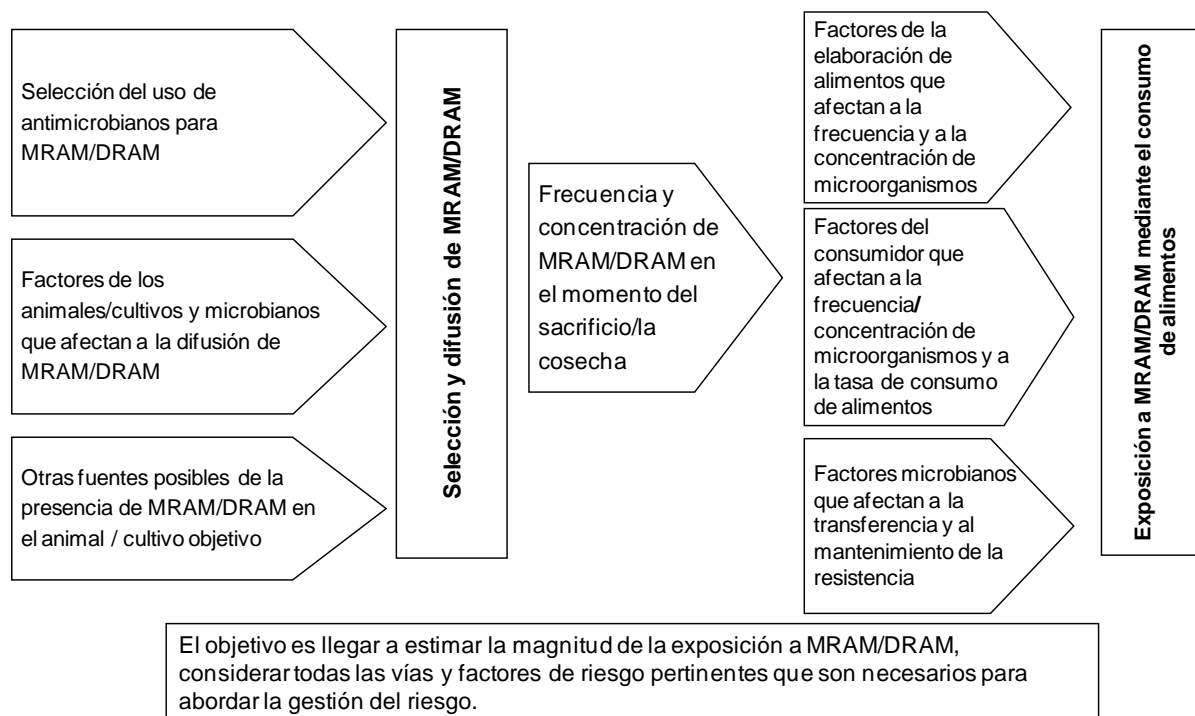 Selección del uso de
antimicrobianos para
MRAM/DRAM
Factores de los
animales/cultivos y microbianos
que afectan a la difusión de
MRAM/DRAM
Otras fuentes posibles de la
presencia de MRAM/DRAM en
el animal / cultivo objetivo
Selección y difusión de MRAM/DRAM
Frecuencia y
concentración de
MRAM/DRAM en
el momento del
sacrificio/la
cosecha
Factores de la
elaboración de
alimentos que
afectan a la
frecuencia y a la
concentración de
microorganismos
Factores del
consumidor que
afectan a la
frecuencia/
concentración de
microorganismos y a
la tasa de consumo
de alimentos
Factores microbianos
que afectan a la
transferencia y al
mantenimiento de la
resistencia
Exposición a MRAM/DRAM mediante el consumo
de alimentos
El objetivo es llegar a estimar la magnitud de la exposición a MRAM/DRAM,
considerar todas las vías y factores de riesgo pertinentes que son necesarios para
abordar la gestión del riesgo.